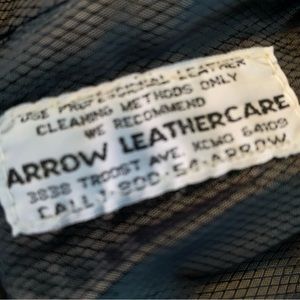 USE PROFESSIONAL LEATHER
CLEANING METHODS ONLY
WE RECOMMEND
ARROW LEATHERCARE
3838 TROOST AVE. KCMO 64109
CALL 1-800-54-ARROW